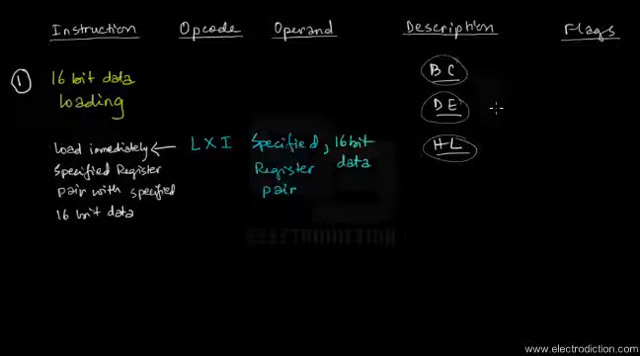 Instruction Opcode Operand Description Flags
1 16 bit data
Loading
BC
DE
HL
Load immediately ← LXI Specified, 16 bit
Specified Register Register data
pair with specified pair
16 bit data
www.electrodiction.com